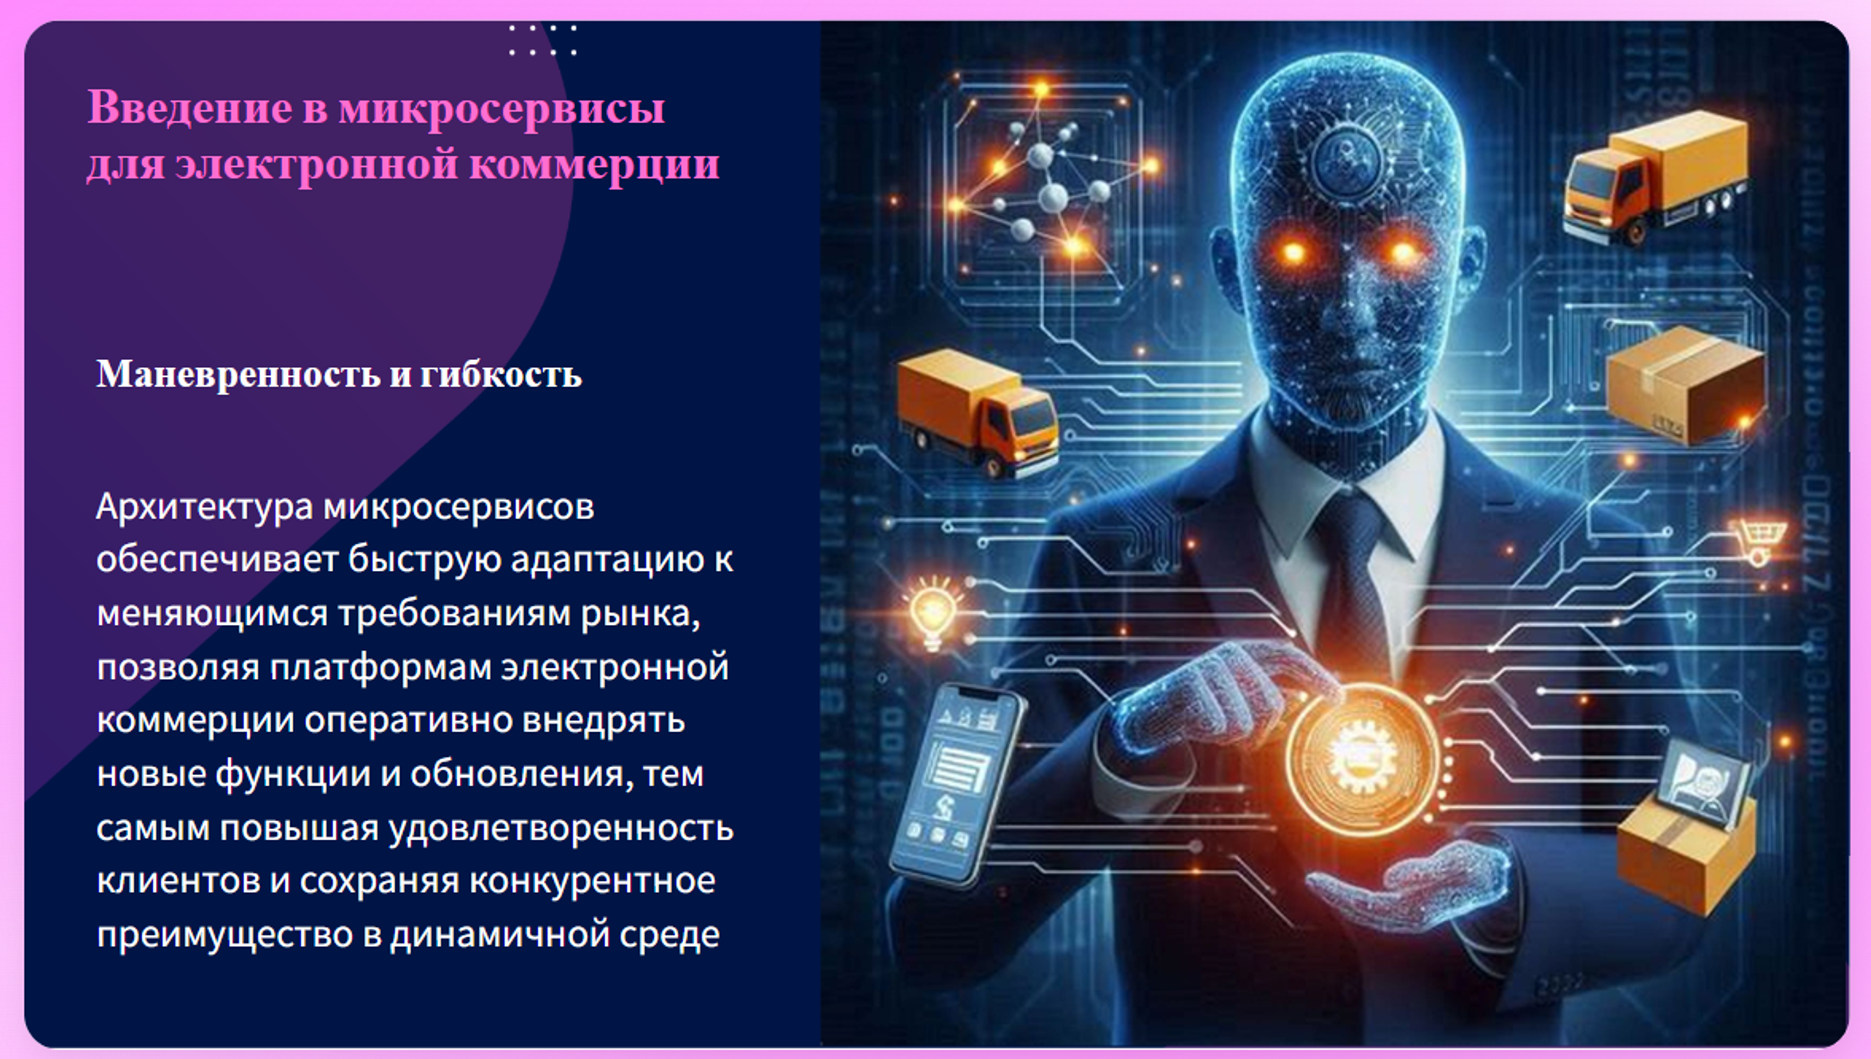 Введение в микросервисы
для электронной коммерции
Маневренность и гибкость
Архитектура микросервисов
обеспечивает быструю адаптацию к
меняющимся требованиям рынка,
позволяя платформам электронной
коммерции оперативно внедрять
новые функции и обновления, тем
самым повышая удовлетворенность
клиентов и сохраняя конкурентное
преимущество в динамичной среде